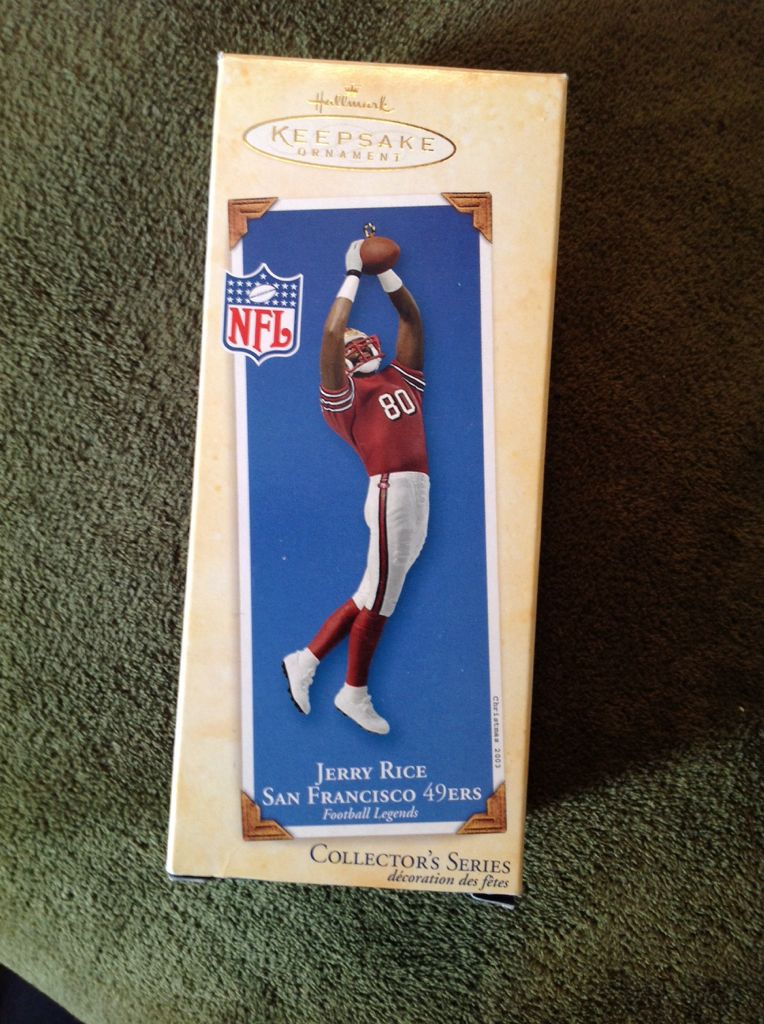 Hallmark
KEEPSAKE
ORNAMENT
NFL
80
Christmas 2003
JERRY RICE
SAN FRANCISCO 49ERS
Football Legends
COLLECTOR'S SERIES
décoration des fêtes